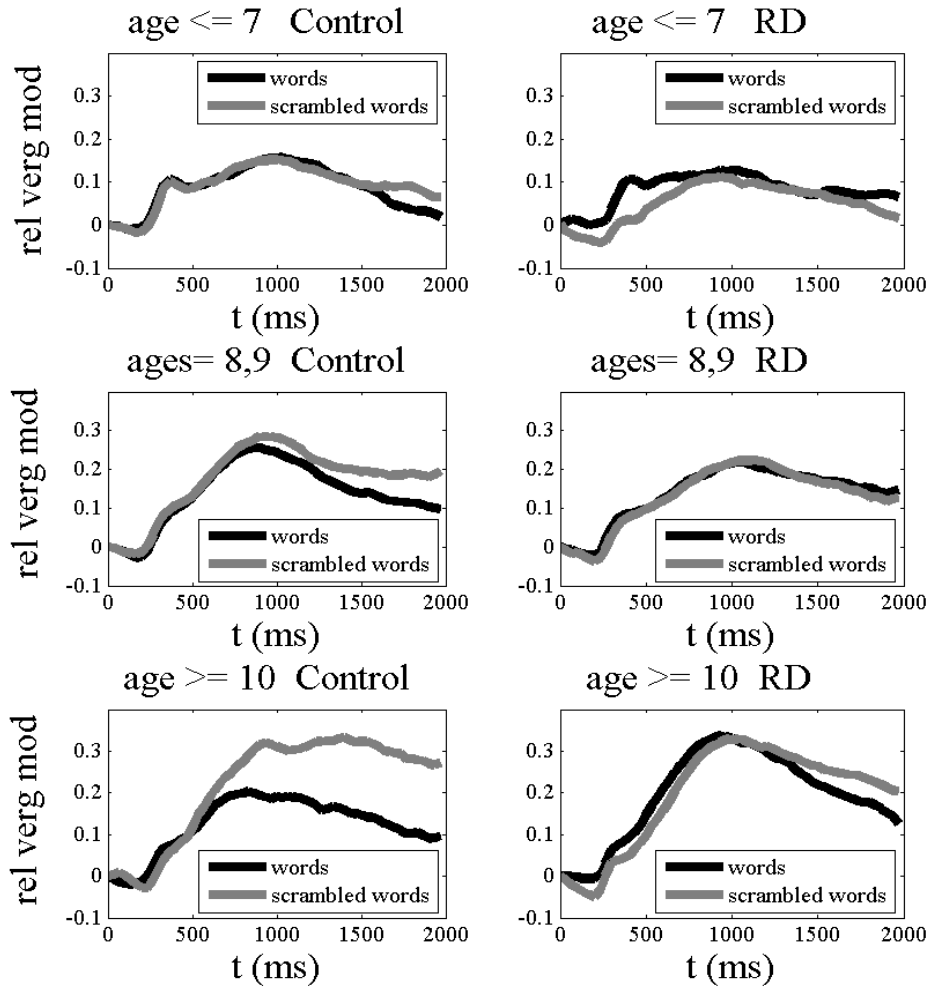 age <= 7 Control
rel verg mod
0.3
0.2
0.1
0
-0.1
words
scrambled words
0 500 1000 1500 2000
t (ms)
age <= 7 RD
0.3
0.2
0.1
0
-0.1
words
scrambled words
0 500 1000 1500 2000
t (ms)
ages= 8,9 Control
rel verg mod
0.3
0.2
0.1
0
-0.1
words
scrambled words
0 500 1000 1500 2000
t (ms)
ages= 8,9 RD
0.3
0.2
0.1
0
-0.1
words
scrambled words
0 500 1000 1500 2000
t (ms)
age >= 10 Control
rel verg mod
0.3
0.2
0.1
0
-0.1
words
scrambled words
0 500 1000 1500 2000
t (ms)
age >= 10 RD
0.3
0.2
0.1
0
-0.1
words
scrambled words
0 500 1000 1500 2000
t (ms)